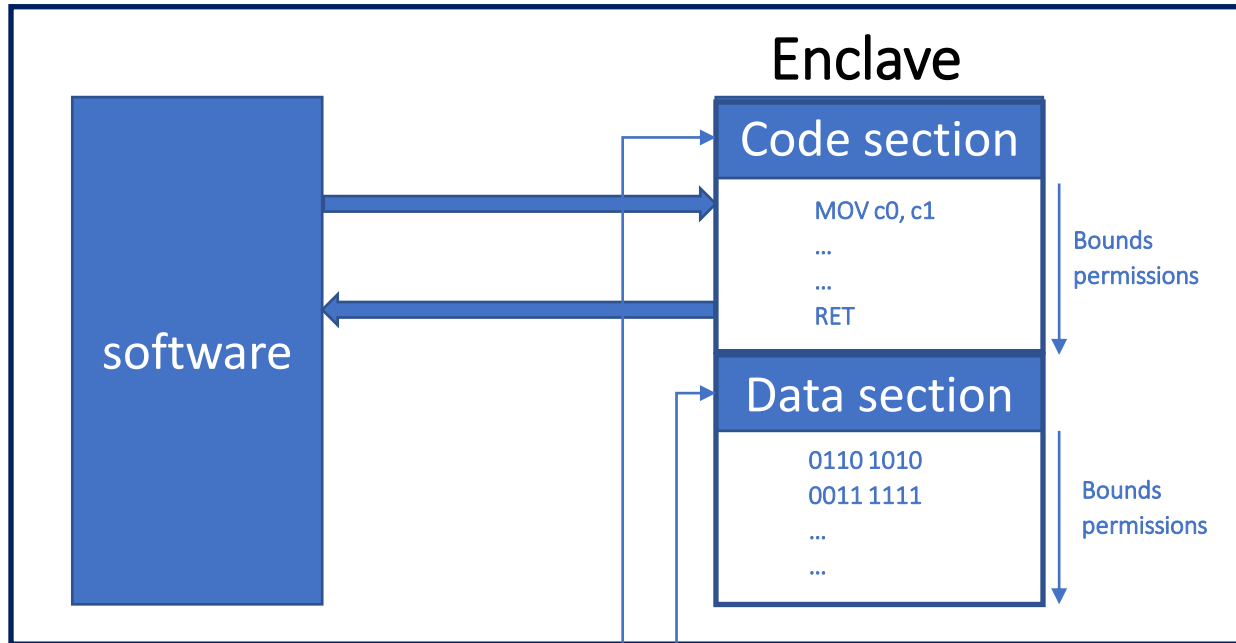 Enclave
software
Code section
MOV c0, c1
...
...
RET
Bounds
permissions
Data section
0110 1010
0011 1111
...
...
Bounds
permissions